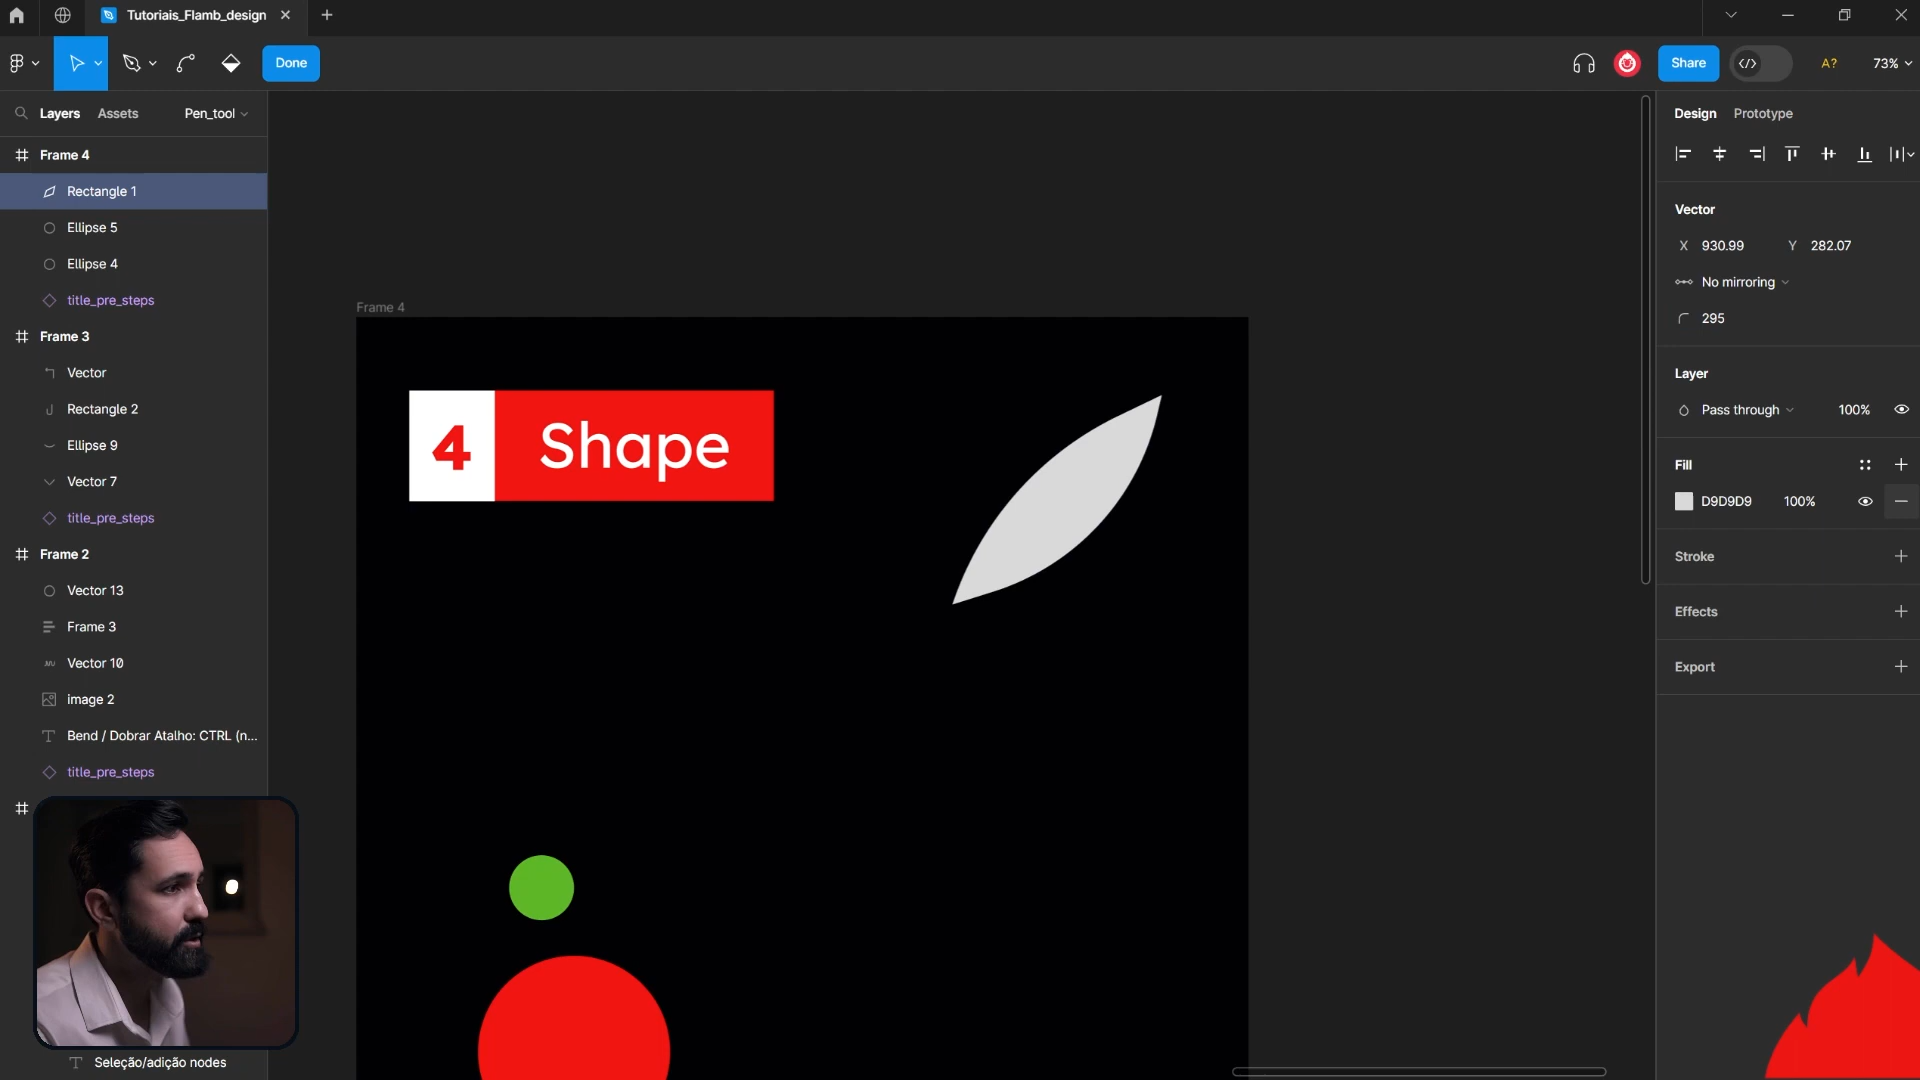 Tutoriais_Flamb_design
Done
Share
A?
73%
Layers
Assets
Pen_tool
Frame 4
Rectangle 1
Ellipse 5
Ellipse 4
title_pre_steps
Frame 3
Vector
Rectangle 2
Ellipse 9
Vector 7
title_pre_steps
Frame 2
Vector 13
Frame 3
Vector 10
image 2
Bend / Dobrar Atalho: CTRL (n...
title_pre_steps
Seleção/adição nodes
Frame 4
4 Shape
Design
Prototype
Vector
X 930.99 Y 282.07
No mirroring
295
Layer
Pass through 100%
Fill
D9D9D9 100%
Stroke
Effects
Export